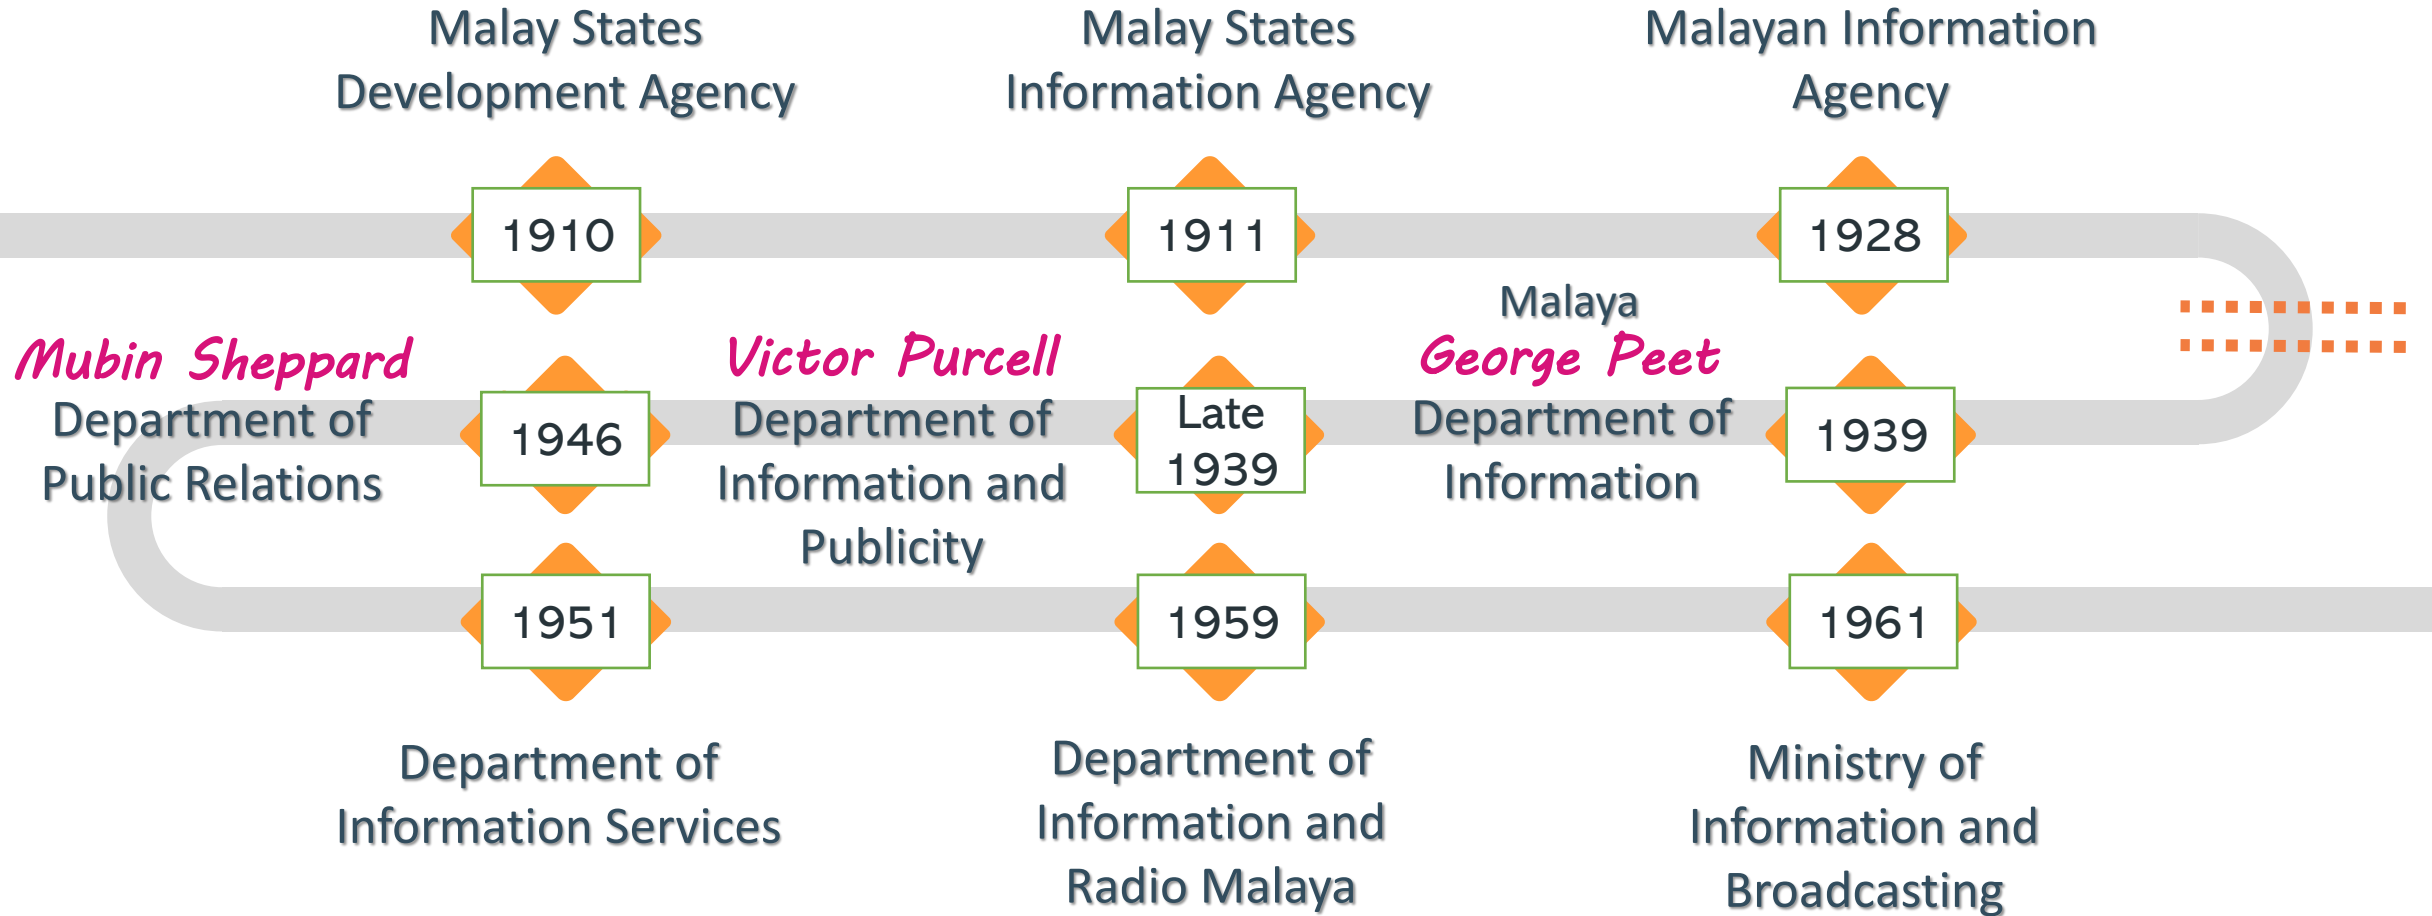 Malay States
Development Agency
Malay States
Information Agency
Malayan Information
Agency
1910
1911
1928
Malaya
Mubin Sheppard
Department of
Public Relations
1946
Victor Purcell
Department of
Information and
Publicity
Late
1939
George Peet
Department of
Information
1939
1951
1959
1961
Department of
Information Services
Department of
Information and
Radio Malaya
Ministry of
Information and
Broadcasting